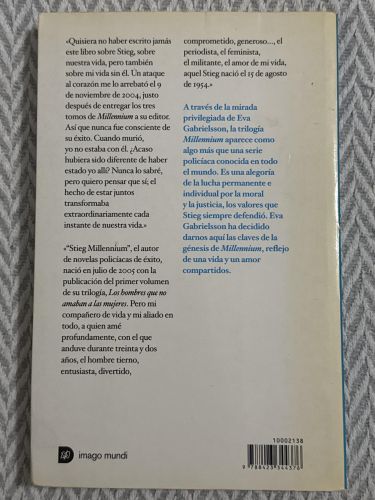 «Quisiera no haber escrito jamás
este libro sobre Stieg, sobre
nuestra vida, pero también
sobre mi vida sin él. Un ataque
al corazón me lo arrebató el 9
de noviembre de 2004, justo
después de entregar los tres
tomos de Millennium a su editor.
Así que nunca fue consciente de
su éxito. Cuando murió,
yo no estaba con él. ¿Acaso
hubiera sido diferente de haber
estado yo allí? Nunca lo sabré,
pero quiero pensar que sí; el
hecho de estar juntos
transformaba
extraordinariamente cada
instante de nuestra vida.»
«“Stieg Millennium”, el autor
de novelas policíacas de éxito,
nació en julio de 2005 con la
publicación del primer volumen
de su trilogía, Los hombres que no
amaban a las mujeres. Pero mi
compañero de vida y mi aliado en
todo, a quien amé
profundamente, con el que
anduve durante treinta y dos
años, el hombre tierno,
entusiasta, divertido,
comprometido, generoso..., el
periodista, el feminista,
el militante, el amor de mi vida,
aquel Stieg nació el 15 de agosto
de 1954.»
A través de la mirada
privilegiada de Eva
Gabrielsson, la trilogía
Millennium aparece como
algo más que una serie
policíaca conocida en todo
el mundo. Es una alegoría
de la lucha permanente e
individual por la moral
y la justicia, los valores que
Stieg siempre defendió. Eva
Gabrielsson ha decidido
darnos aquí las claves de la
génesis de Millennium, reflejo
de una vida y un amor
compartidos.
imago mundi
10002138
9 788423 344376